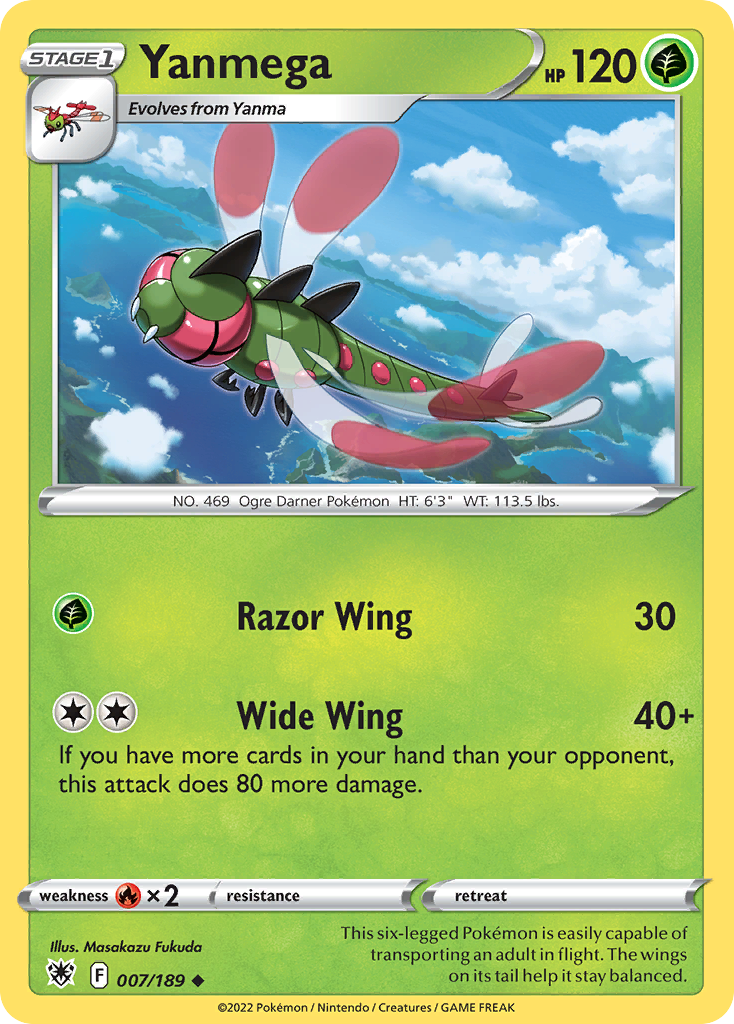 STAGE 1
Yanmega
HP 120
Evolves from Yanma
NO. 469 Ogre Darner Pokémon HT: 6'3" WT: 113.5 lbs.
Razor Wing 30
Wide Wing 40+
If you have more cards in your hand than your opponent,
this attack does 80 more damage.
weakness ×2 resistance retreat
Illus. Masakazu Fukuda
This six-legged Pokémon is easily capable of
transporting an adult in flight. The wings
on its tail help it stay balanced.
F 007/189
©2022 Pokémon / Nintendo / Creatures / GAME FREAK